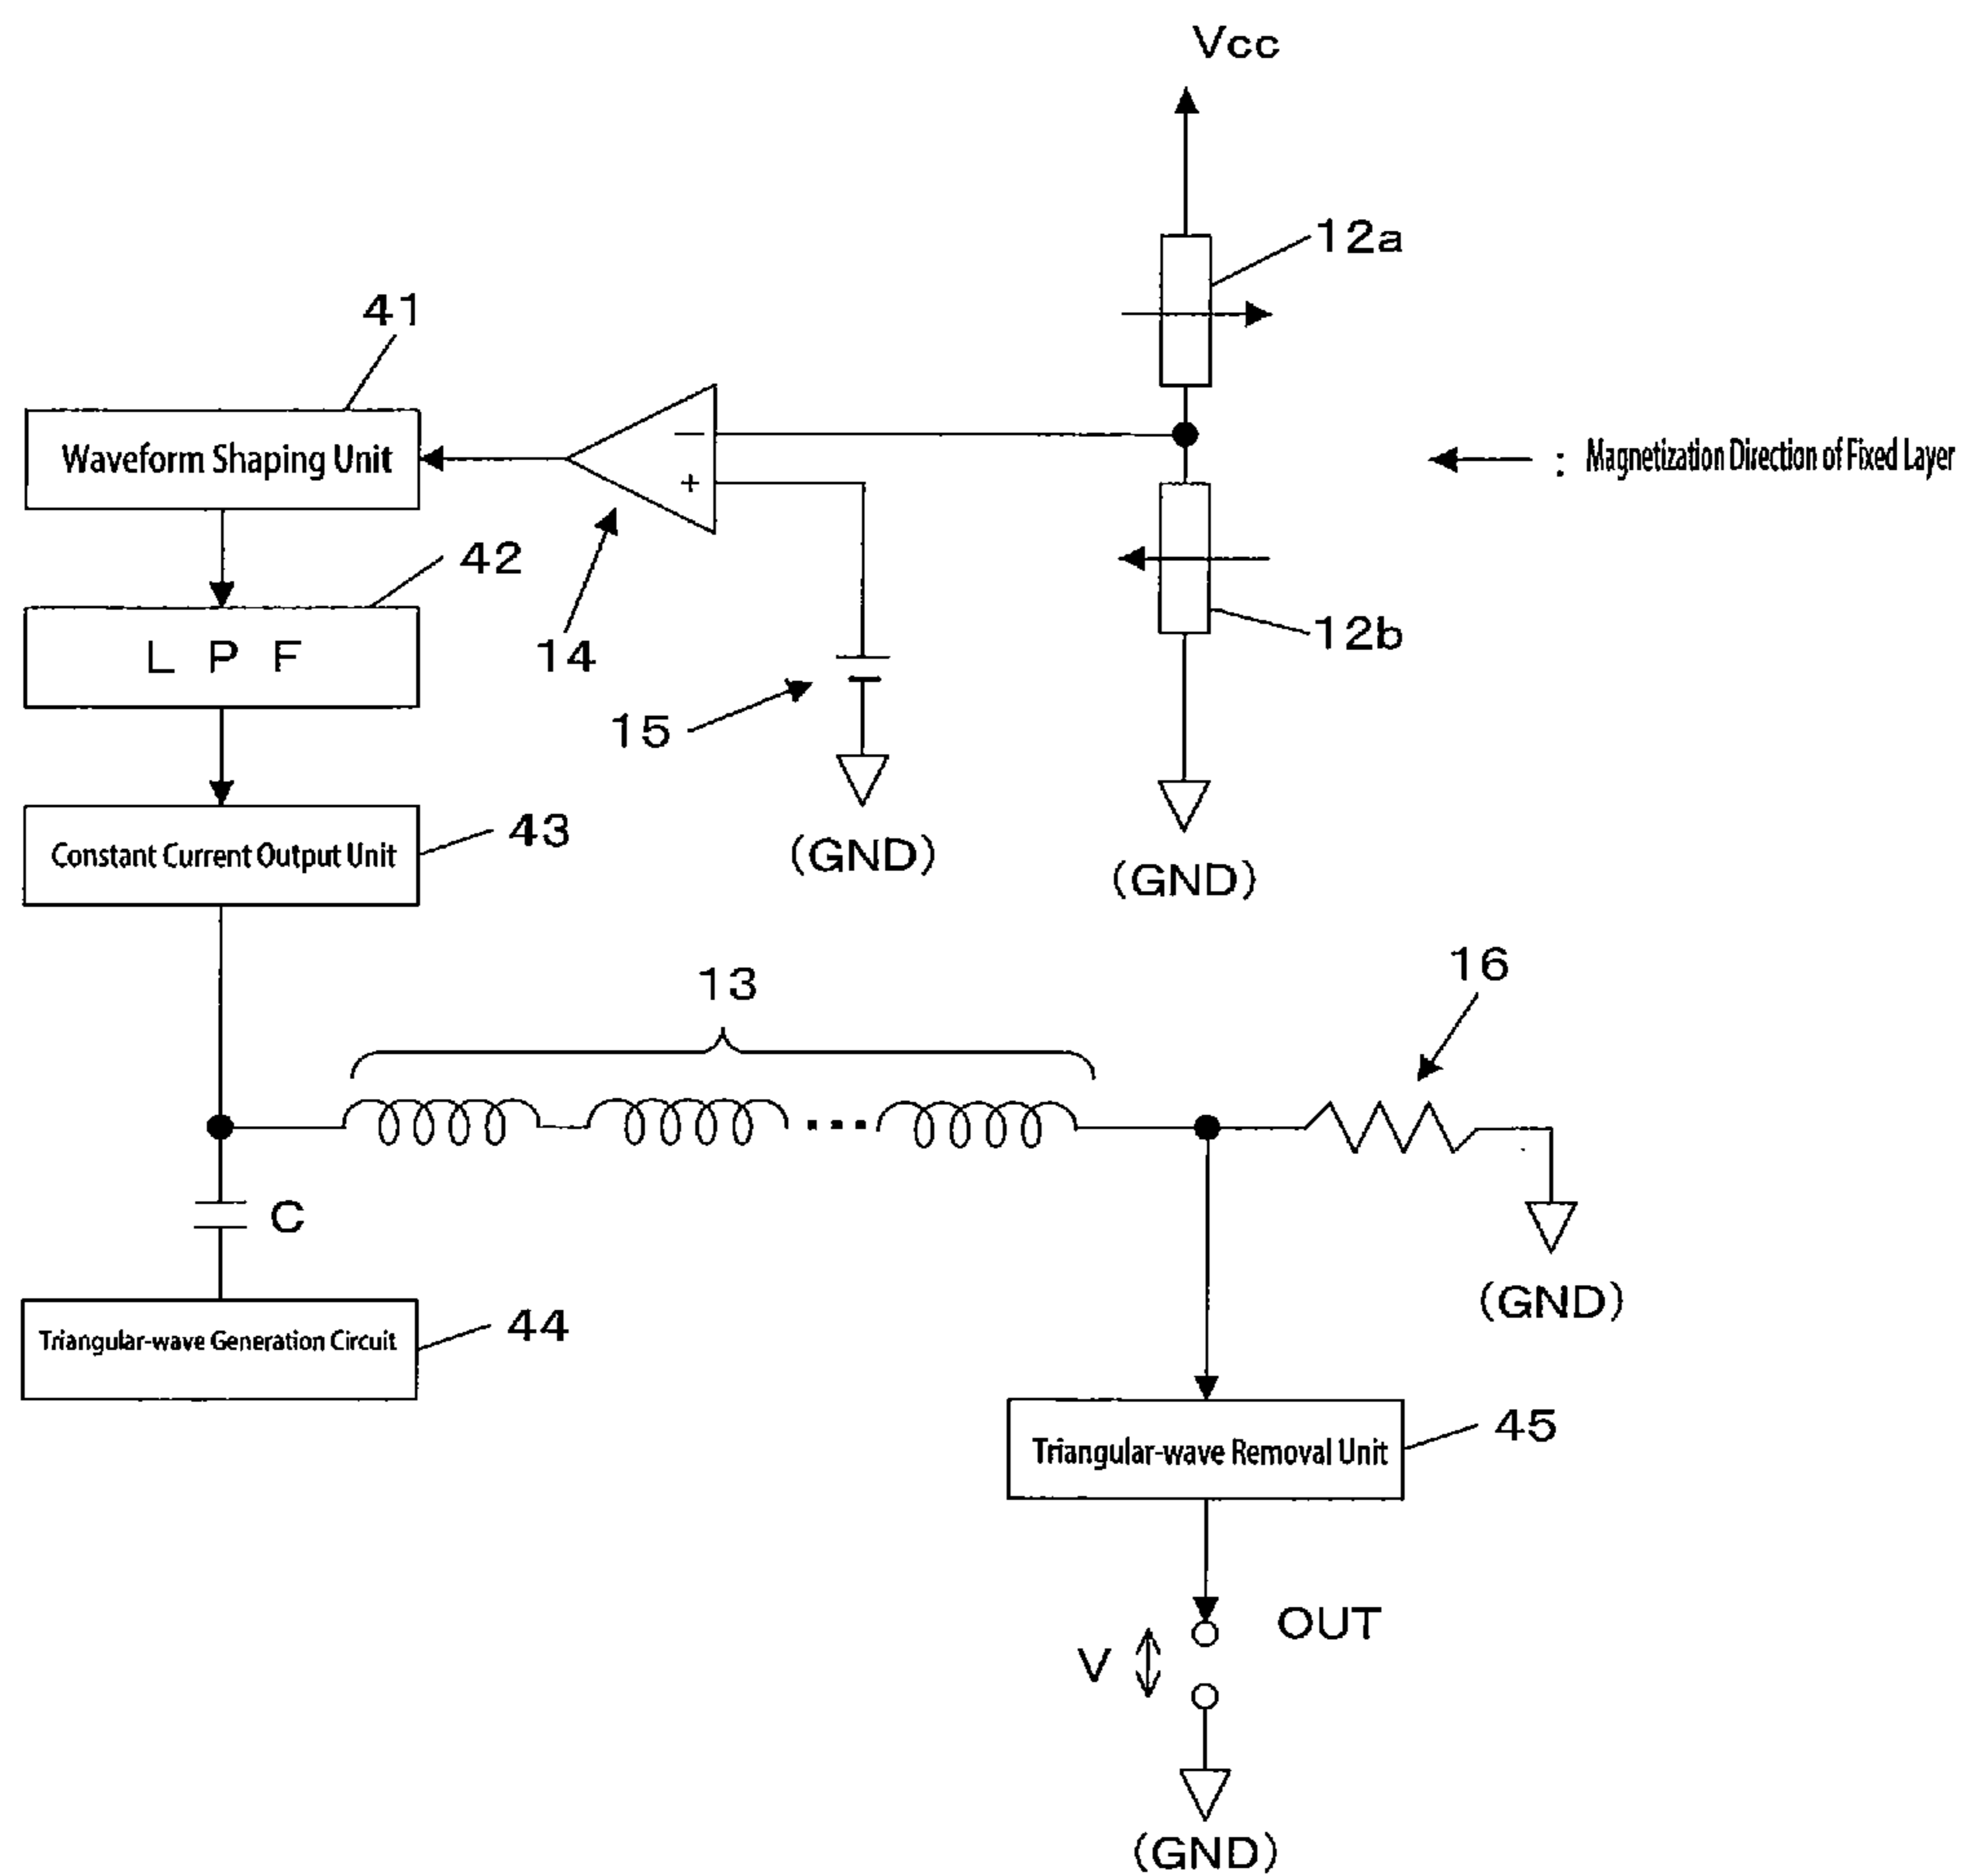 Vcc
12a
41
Waveform Shaping Unit
−
+
: Magnetization Direction of Fixed Layer
42
14
12b
LPF
15
43
Constant Current Output Unit
(GND)
(GND)
13
16
C
(GND)
44
Triangular-wave Generation Circuit
45
Triangular-wave Removal Unit
OUT
V
(GND)